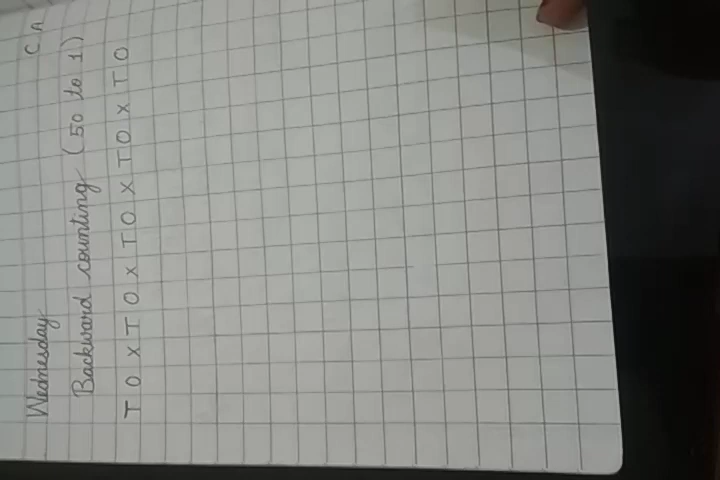 Wednesday C A
Backward counting (50 to 1)
T O X T O X T O X T O X T O